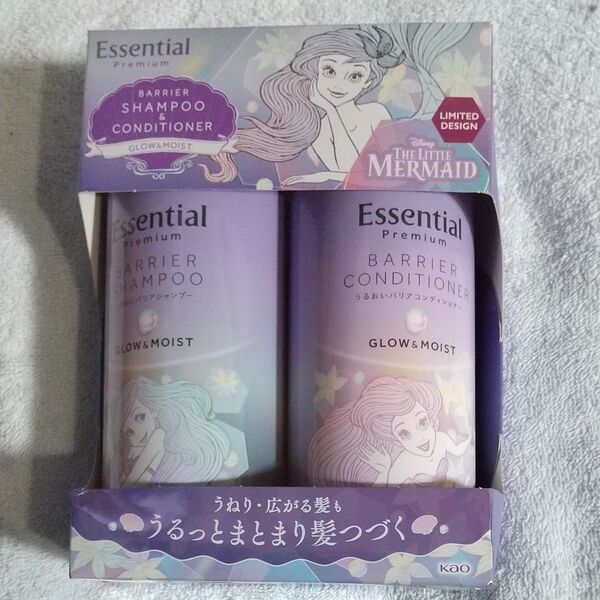 Essential
Premium
BARRIER
SHAMPOO
&
CONDITIONER
GLOW&MOIST
LIMITED
DESIGN
Disney
THE LITTLE
MERMAID
Essential
Premium
BARRIER
SHAMPOO
うるおいバリアシャンプー
GLOW&MOIST
Essential
Premium
BARRIER
CONDITIONER
うるおいバリアコンディショナー
GLOW&MOIST
うねり・広がる髪も
うるっとまとまり髪つづく
Kao